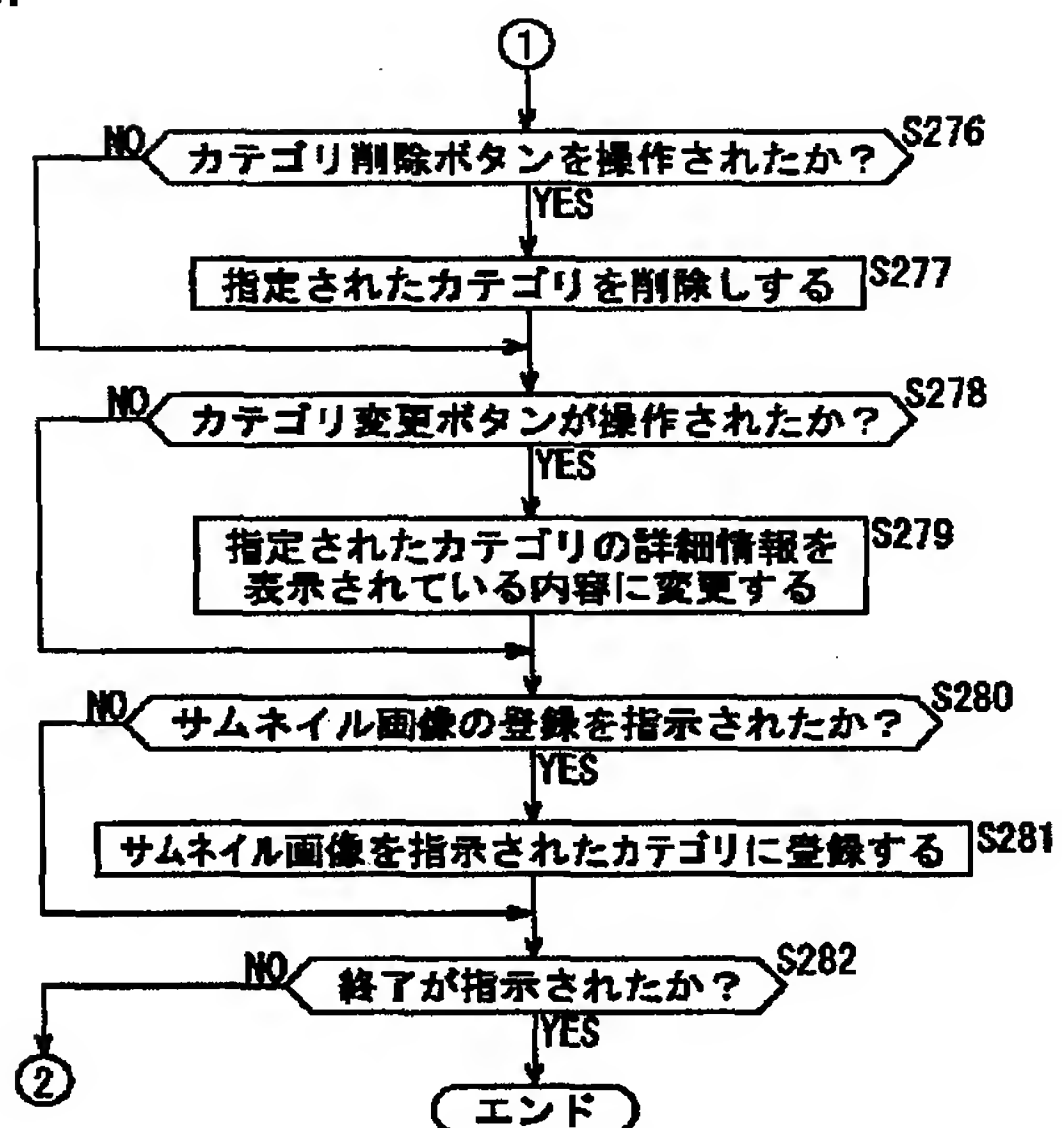 1
NO
カテゴリ削除ボタンを操作されたか?
S276
YES
指定されたカテゴリを削除しする
S277
NO
カテゴリ変更ボタンが操作されたか?
S278
YES
指定されたカテゴリの詳細情報を
表示されている内容に変更する
S279
NO
サムネイル画像の登録を指示されたか?
S280
YES
サムネイル画像を指示されたカテゴリに登録する
S281
NO
終了が指示されたか?
S282
YES
2
エンド